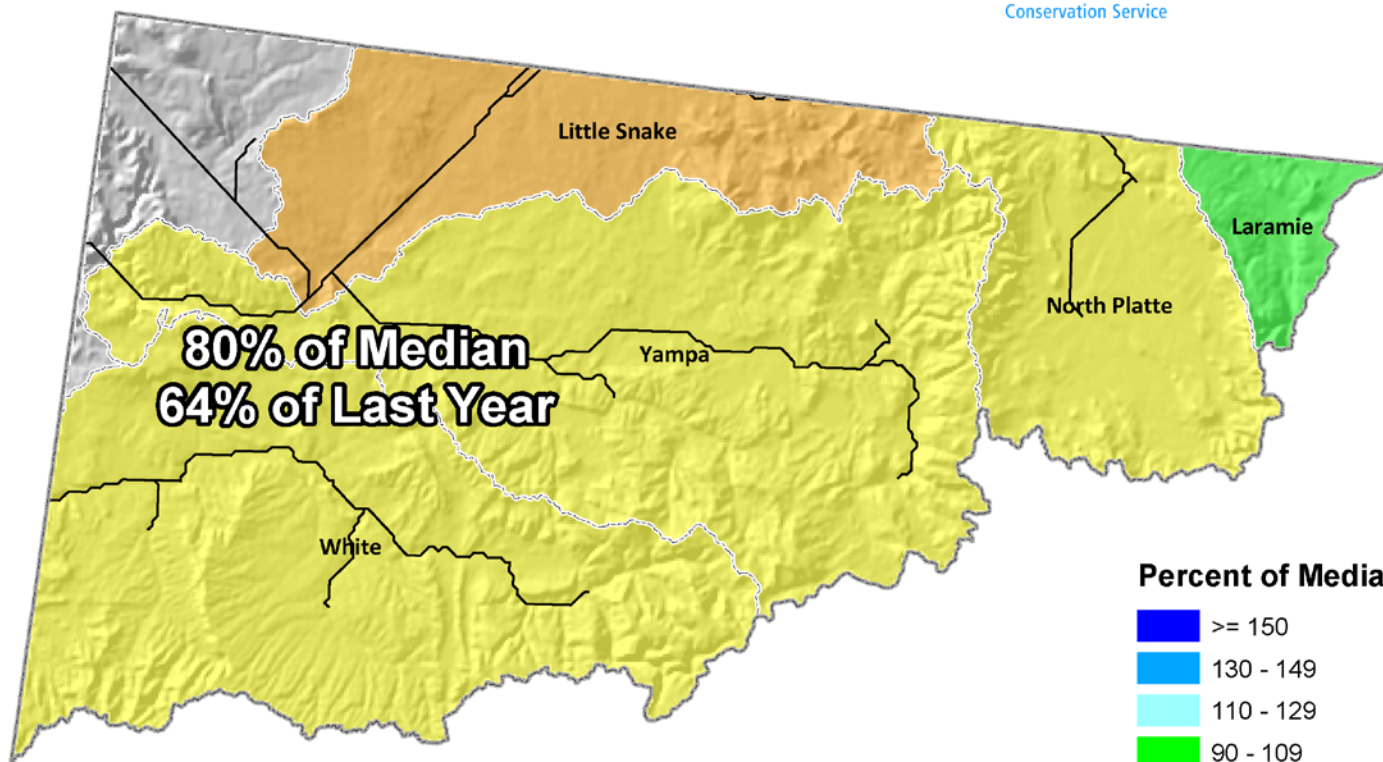 Conservation Service
Little Snake
Laramie
North Platte
80% of Median
64% of Last Year
Yampa
White
Percent of Media
>= 150
130 - 149
110 - 129
90 - 109